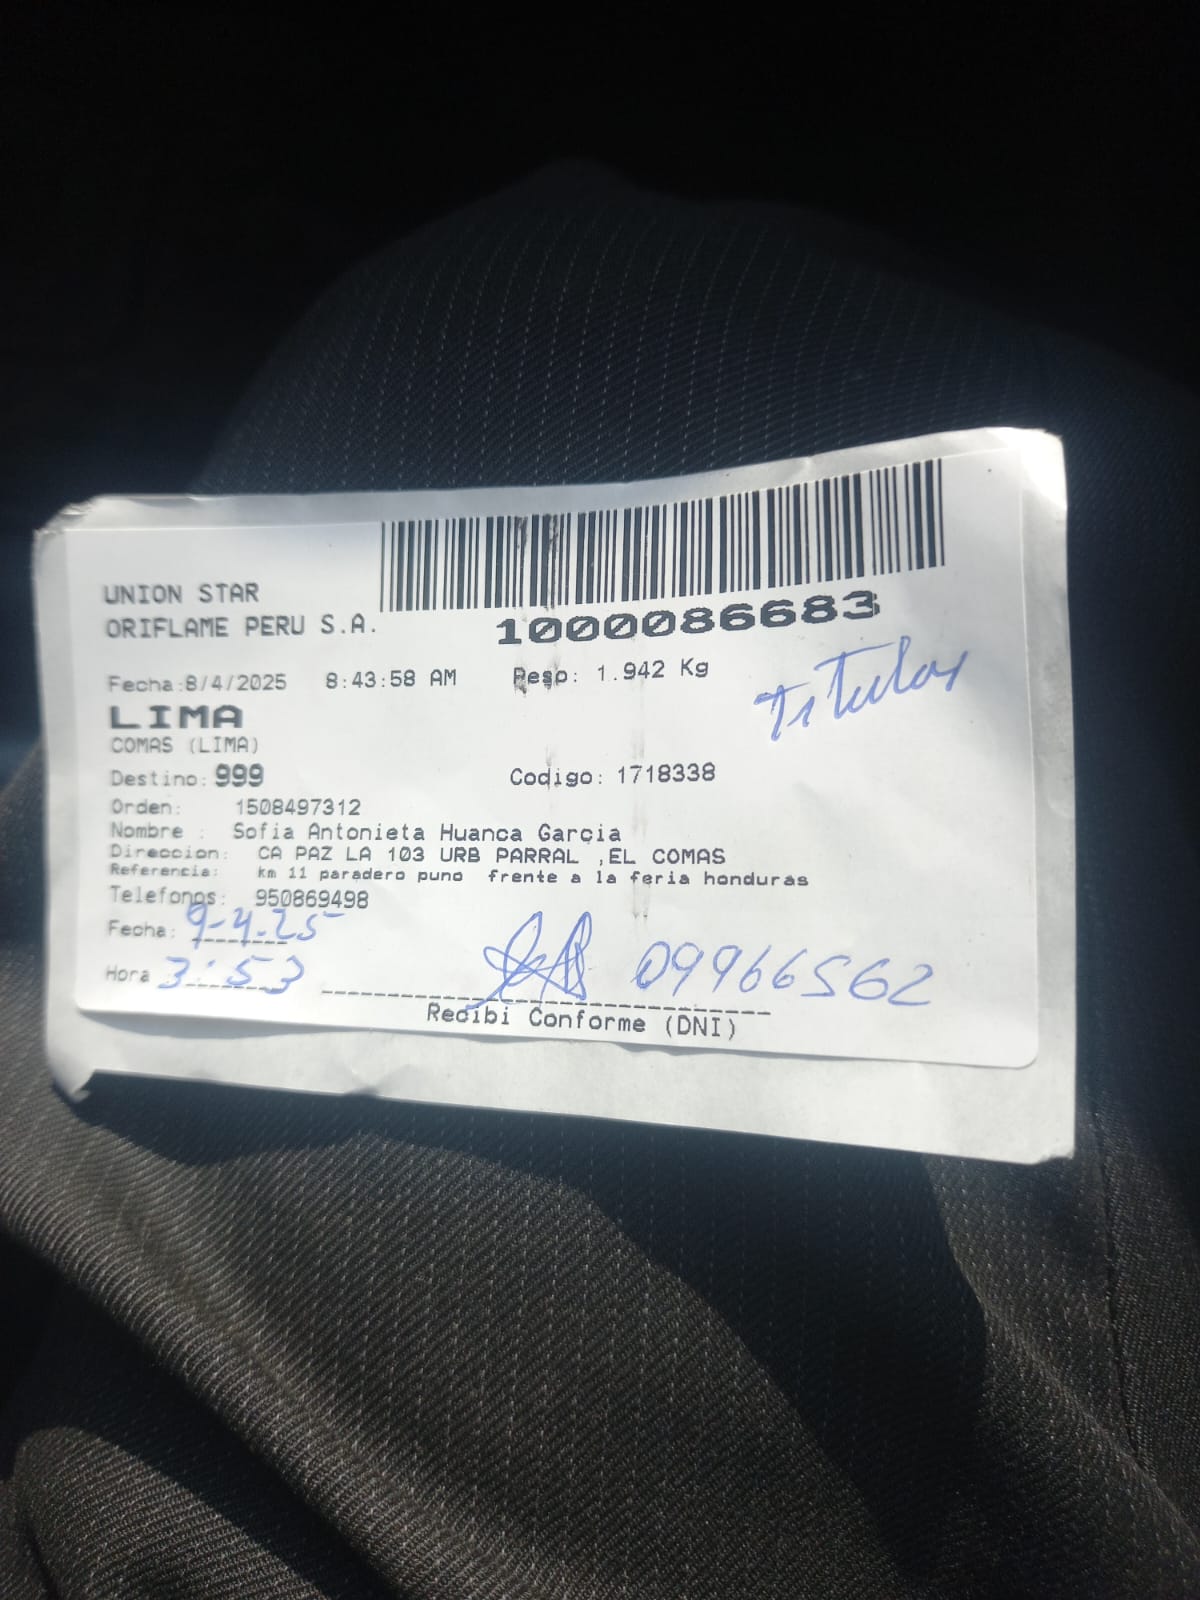 UNION STAR
ORIFLAME PERU S.A.
1000086683
Fecha:8/4/2025 8:43:58 AM Peso: 1.942 Kg
Titular
LIMA
COMAS (LIMA)
Destino: 999 Codigo: 1718338
Orden: 1508497312
Nombre : Sofia Antonieta Huanca Garcia
Direccion: CA PAZ LA 103 URB PARRAL ,EL COMAS
Referencia: km 11 paradero puno frente a la feria honduras
Telefonos: 950869498
Fecha: 9-4-25
Hora 3:53 09966562
Recibi Conforme (DNI)